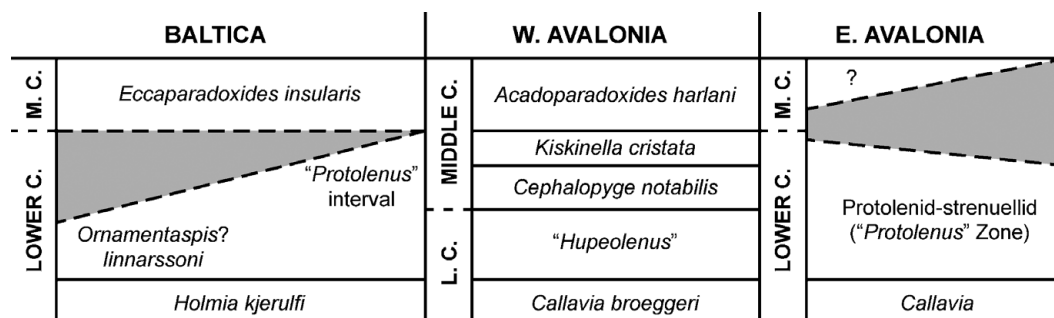 BALTICA
W. AVALONIA
E. AVALONIA
M. C.
LOWER C.
Eccaparadoxides insularis
“Protolenus”
interval
Ornamentaspis?
linnarssoni
Holmia kjerulfi
MIDDLE C.
L. C.
Acadoparadoxides harlani
Kiskinella cristata
Cephalopyge notabilis
“Hupeolenus”
Callavia broeggeri
M. C.
LOWER C.
?
Protolenid-strenuellid
(“Protolenus” Zone)
Callavia